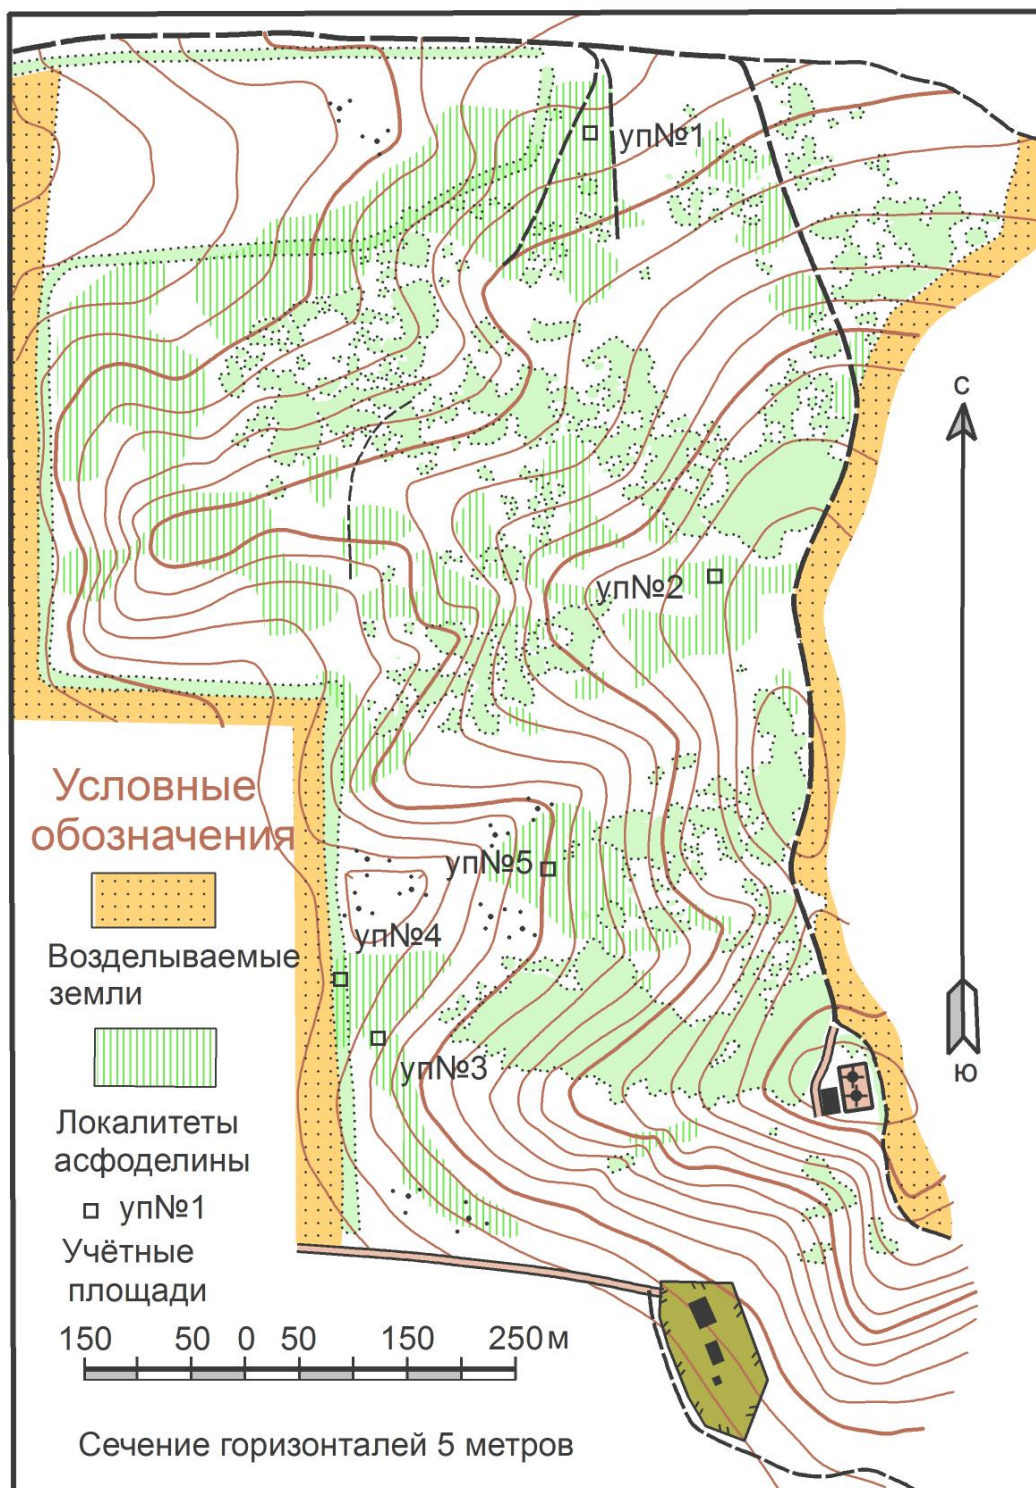 уп№1
с
уп№2
Условные
обозначения
уп№5
уп№4
Возделываемые
земли
ю
уп№3
Локалитеты
асфоделины
уп№1
Учётные
площади
150 50 0 50 150 250м
Сечение горизонталей 5 метров